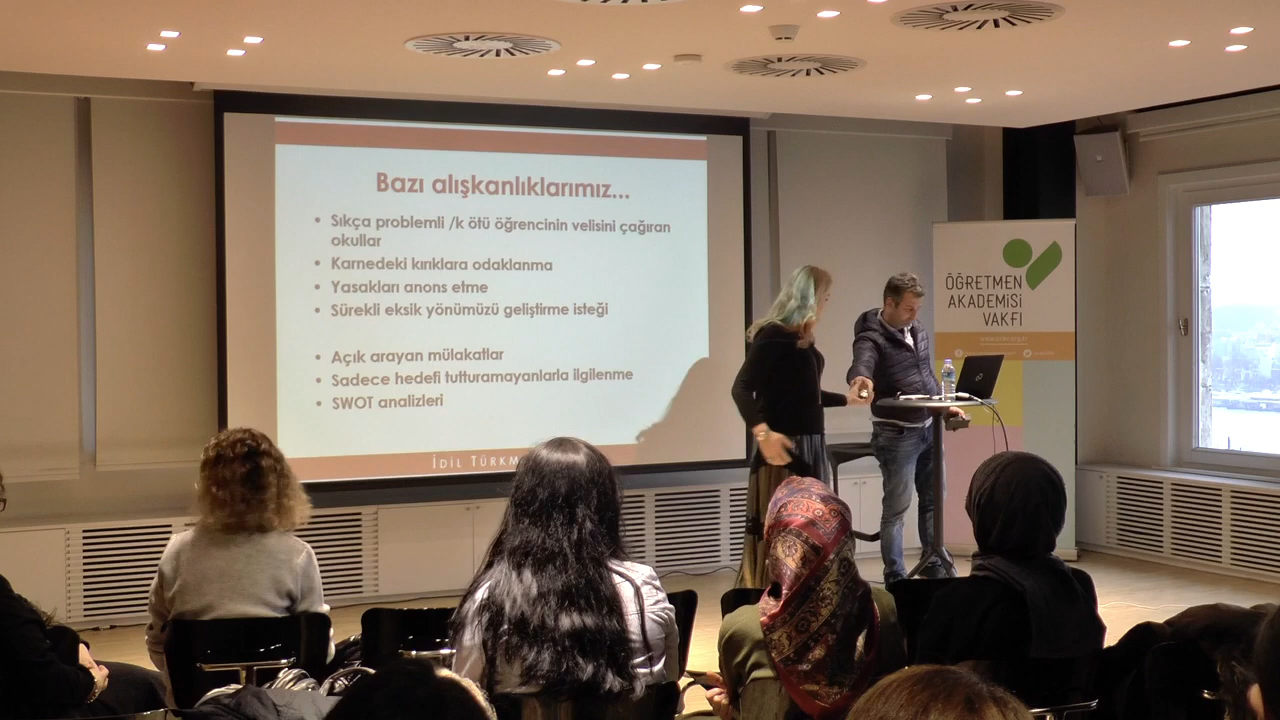 Bazı alışkanlıklarımız...
• Sıkça problemli /k ötü öğrencinin velisini çağıran
okullar
• Karnedeki kırıklara odaklanma
• Yasakları anons etme
• Sürekli eksik yönümüzü geliştirme isteği
• Açık arayan mülakatlar
• Sadece hedefi tutturamayanlarla ilgilenme
• SWOT analizleri
İDİL
ÖĞRETMEN
AKADEMİSİ
VAKFI